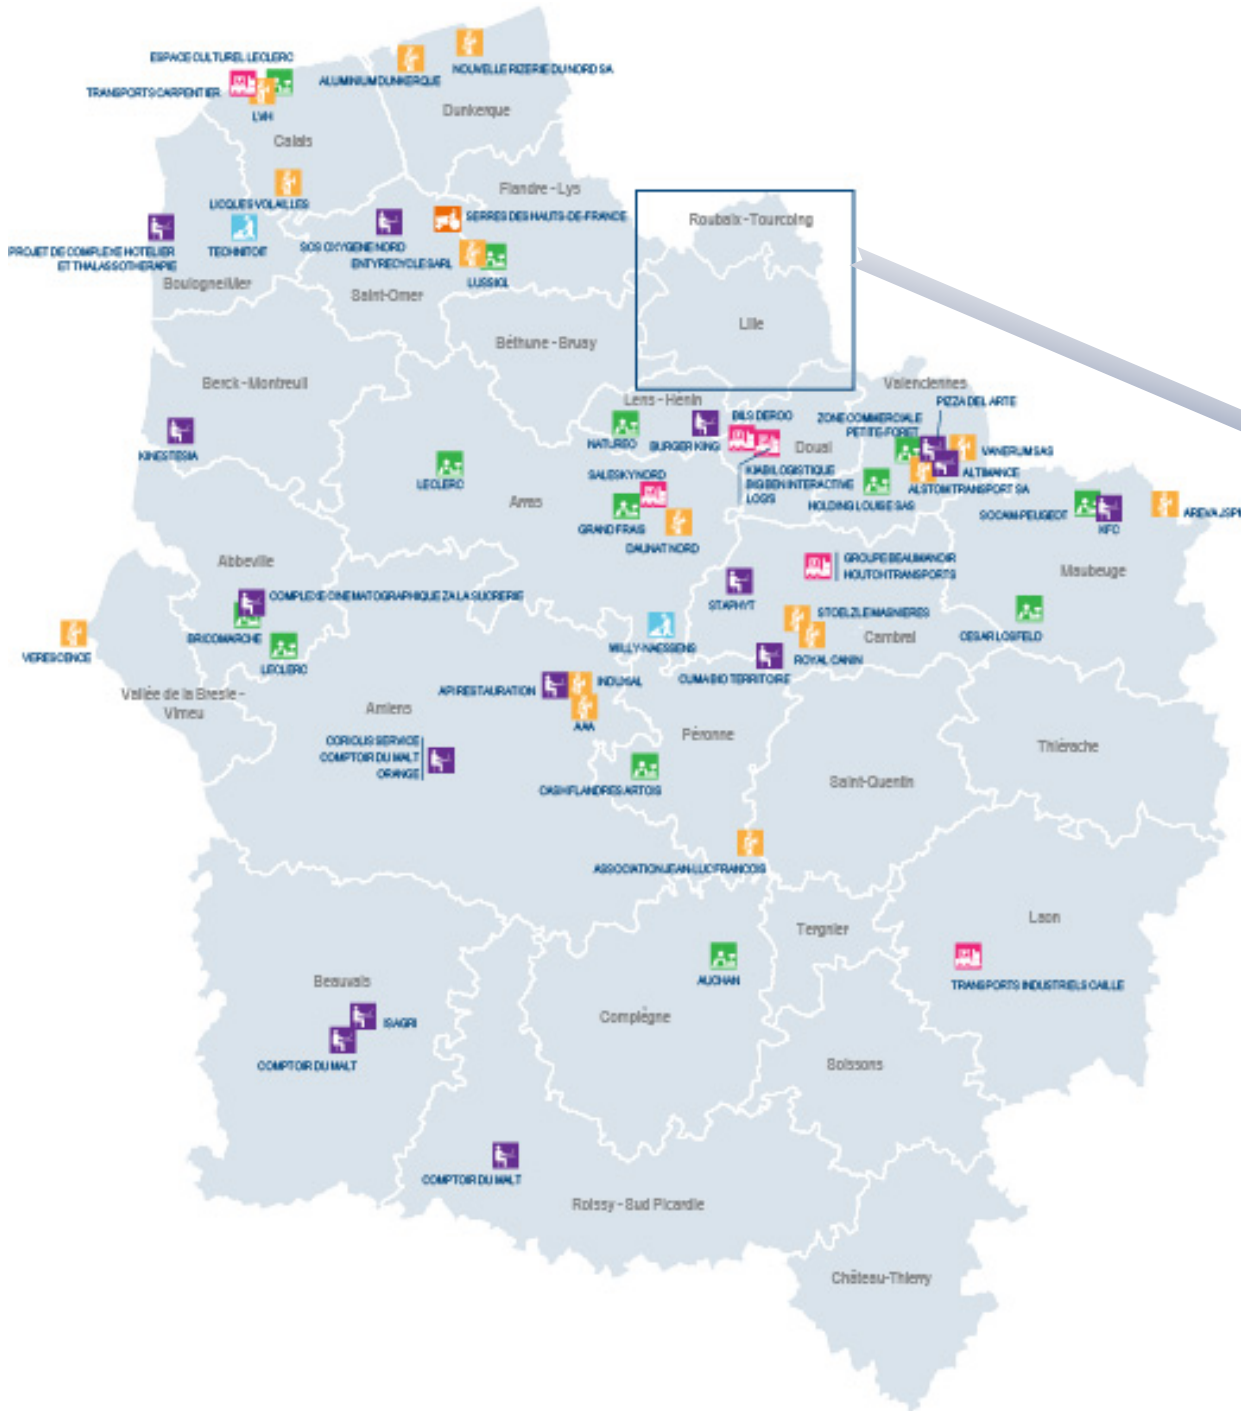 ESPACE CULTUREL LECLERC
NOUVELLE RIZERIE DU NORD SA
ALUMINIUM DUNKERQUE
TRANSPORTS CARPENTIER
LVH
Dunkerque
Calais
Flandre - Lys
LICQUES VOLAILLES
SERRES DES HAUTS-DE-FRANCE
Roubaix - Tourcoing
PROJET DE COMPLEXE HOTELIER
ET THALASSOTHERAPIE
TECHNITOIT
SOS OXYGENE NORD
ENTYRECYCLE SARL
LUSSIOL
Boulogne/Mer
Saint-Omer
Lille
Béthune - Bruay
Berck - Montreuil
Valenciennes
Lens - Hénin
PIZZA DEL ARTE
BILS DEROO
ZONE COMMERCIALE
PETITE-FORET
NATUREO
BURGER KING
Douai
VANERUM SAS
KINESTESIA
SALESKY NORD
KIABI LOGISTIQUE
BIGBEN INTERACTIVE
LOGIS
ALTIMANCE
ALSTOM TRANSPORT SA
LECLERC
Arras
HOLDING LOUISE SAS
GRAND FRAIS
SOCAM-PEUGEOT
KFC
AREVA JSPM
DAUNAT NORD
Abbeville
GROUPE BEAUMANOIR
HOUTCH TRANSPORTS
Maubeuge
COMPLEXE CINEMATOGRAPHIQUE ZA LA SUCRERIE
STAPHYT
STOELZLE MASNIERES
BRICOMARCHE
CESAR LOSFELD
Cambrai
VERESCENCE
LECLERC
WILLY-NAESSENS
ROYAL CANIN
CUMA BIO TERRITOIRE
Vallée de la Bresle -
Vimeu
API RESTAURATION
INDUXIAL
Amiens
AAA
Péronne
CORIOLIS SERVICE
COMPTOIR DU MALT
ORANGE
Thiérache
Saint-Quentin
CASH FLANDRES ARTOIS
ASSOCIATION JEAN-LUC FRANCOIS
Laon
Tergnier
Beauvais
AUCHAN
TRANSPORTS INDUSTRIELS CAILLE
ISAGRI
Compiègne
COMPTOIR DU MALT
Soissons
COMPTOIR DU MALT
Roissy - Sud Picardie
Château-Thierry